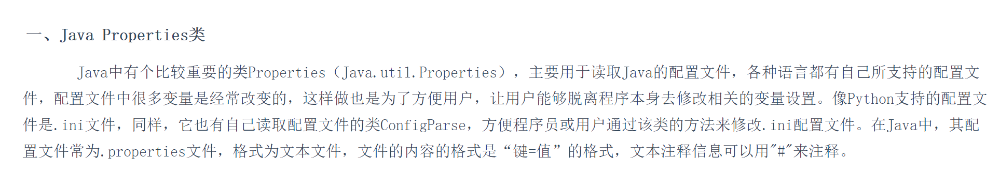 一、Java Properties类
Java中有个比较重要的类Properties（Java.util.Properties），主要用于读取Java的配置文件，各种语言都有自己所支持的配置文
件，配置文件中很多变量是经常改变的，这样做也是为了方便用户，让用户能够脱离程序本身去修改相关的变量设置。像Python支持的配置文
件是.ini文件，同样，它也有自己读取配置文件的类ConfigParse，方便程序员或用户通过该类的方法来修改.ini配置文件。在Java中，其配
置文件常为.properties文件，格式为文本文件，文件的内容的格式是“键=值”的格式，文本注释信息可以用"#"来注释。